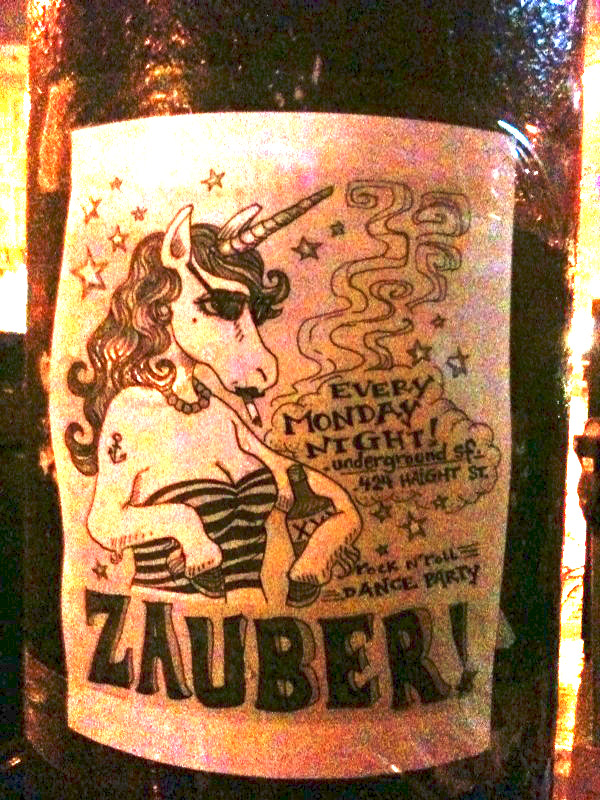 EVERY
MONDAY
NIGHT!
underground sf.
424 HAIGHT ST.
XXX
rock n' roll
DANCE PARTY
ZAUBER!